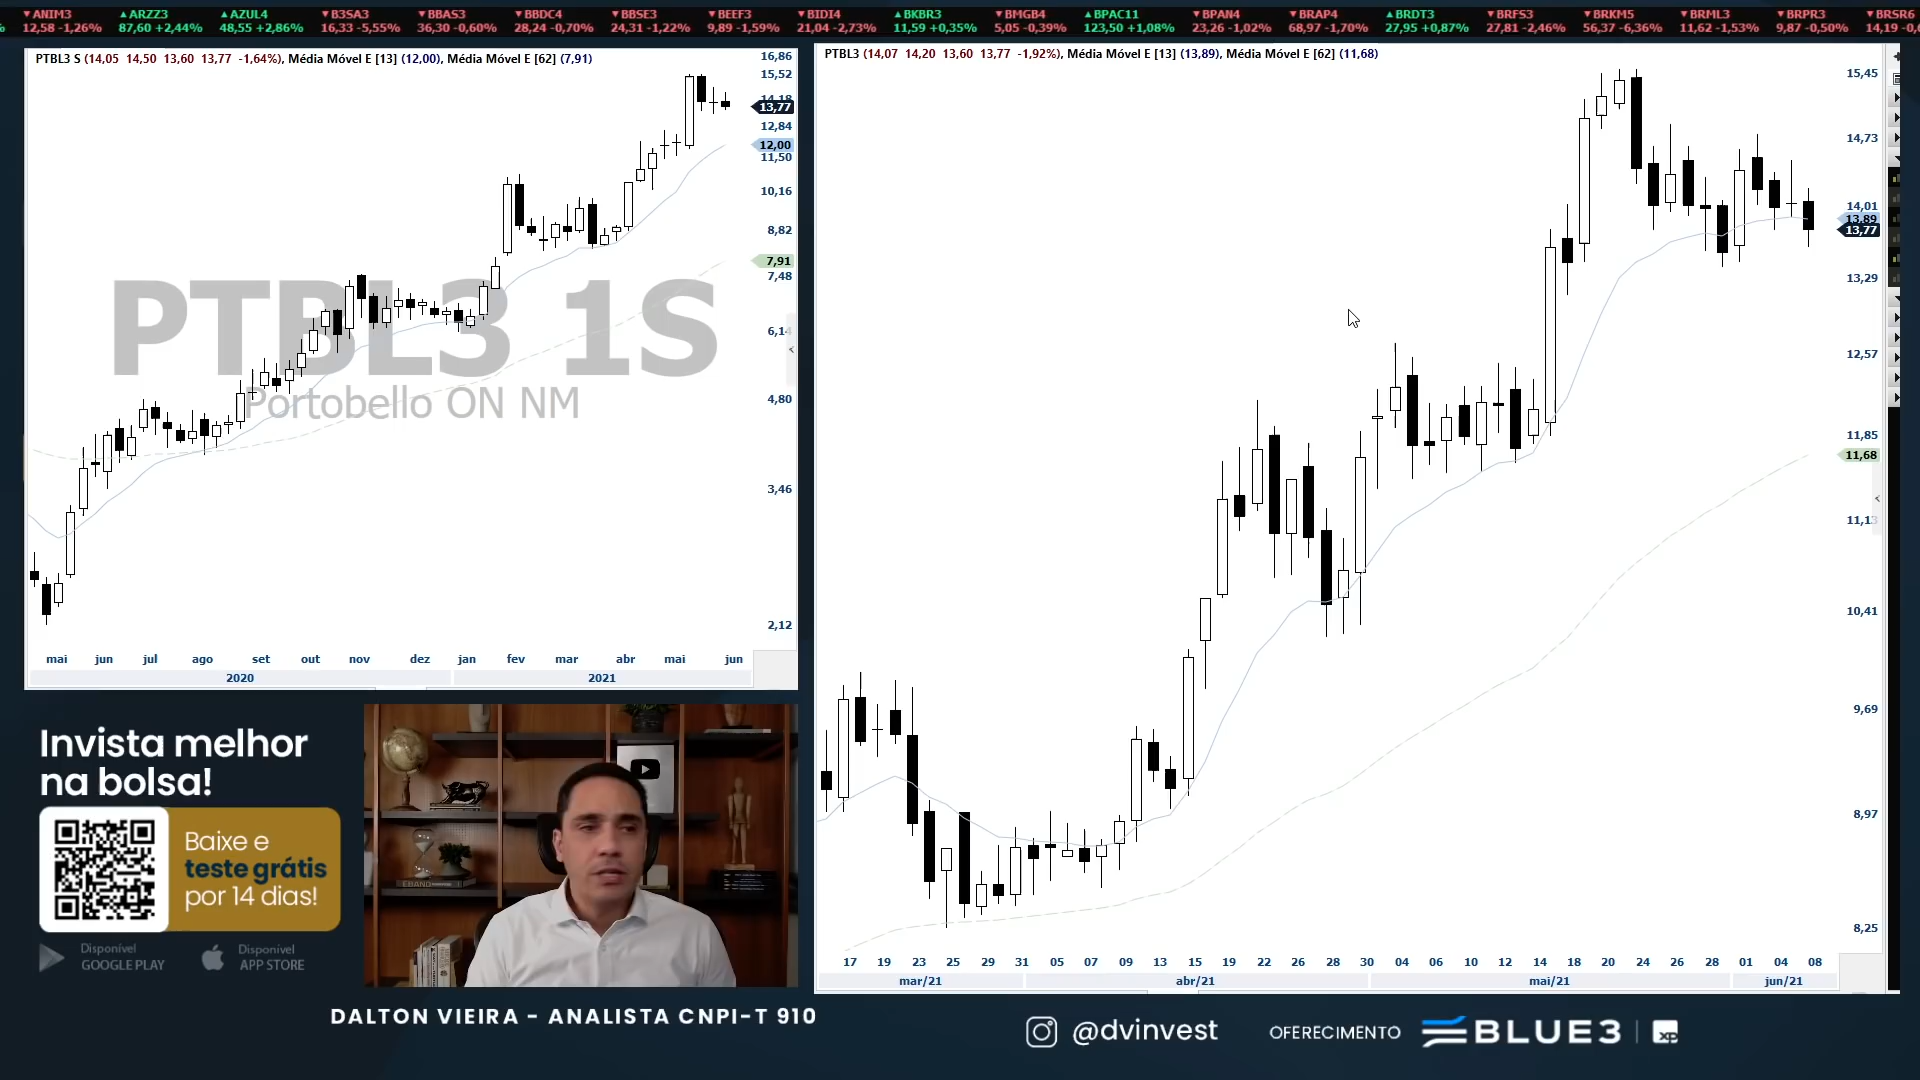 ▼ANIM3 ▲ARZZ3 ▲AZUL4 ▼B3SA3 ▼BBAS3 ▼BBDC4 ▼BBSE3 ▼BEEF3 ▼BIDI4 ▲BKBR3 ▼BMGB4 ▲BPAC11 ▼BPAN4 ▼BRAP4 ▲BRDT3 ▼BRFS3 ▼BRKM5 ▼BRML3 ▼BRPR3 ▼BRSR6
12,58 -1,26% 87,60 +2,44% 48,55 +2,86% 16,33 -5,55% 36,30 -0,60% 28,24 -0,70% 24,31 -1,22% 9,89 -1,59% 21,04 -2,73% 11,59 +0,35% 5,05 -0,39% 123,50 +1,08% 23,26 -1,02% 68,97 -1,70% 27,95 +0,87% 27,81 -2,46% 56,37 -6,36% 11,62 -1,53% 9,87 -0,50% 14,19
PTBL3 S (14,05 14,50 13,60 13,77 -1,64%), Média Móvel E [13] (12,00), Média Móvel E [62] (7,91)
16,86
15,52
14,18
13,77
12,84
12,00
11,50
10,16
8,82
7,91
7,48
6,14
4,80
3,46
2,12
PTBL3 1S
Portobello ON NM
mai jun jul ago set out nov dez jan fev mar abr mai jun
2020 2021
PTBL3 (14,07 14,20 13,60 13,77 -1,92%), Média Móvel E [13] (13,89), Média Móvel E [62] (11,68)
15,45
14,73
14,01
13,89
13,77
13,29
12,57
11,85
11,68
11,13
10,41
9,69
8,97
8,25
17 19 23 25 29 31 05 07 09 13 15 19 22 26 28 30 04 06 10 12 14 18 20 24 26 28 01 04 08
mar/21 abr/21 mai/21 jun/21
Invista melhor
na bolsa!
Baixe e
teste grátis
por 14 dias!
Disponível
GOOGLE PLAY
Disponível
APP STORE
EBANO
DALTON VIEIRA - ANALISTA CNPI-T 910
@dvinvest
OFERECIMENTO
BLUE3
XP